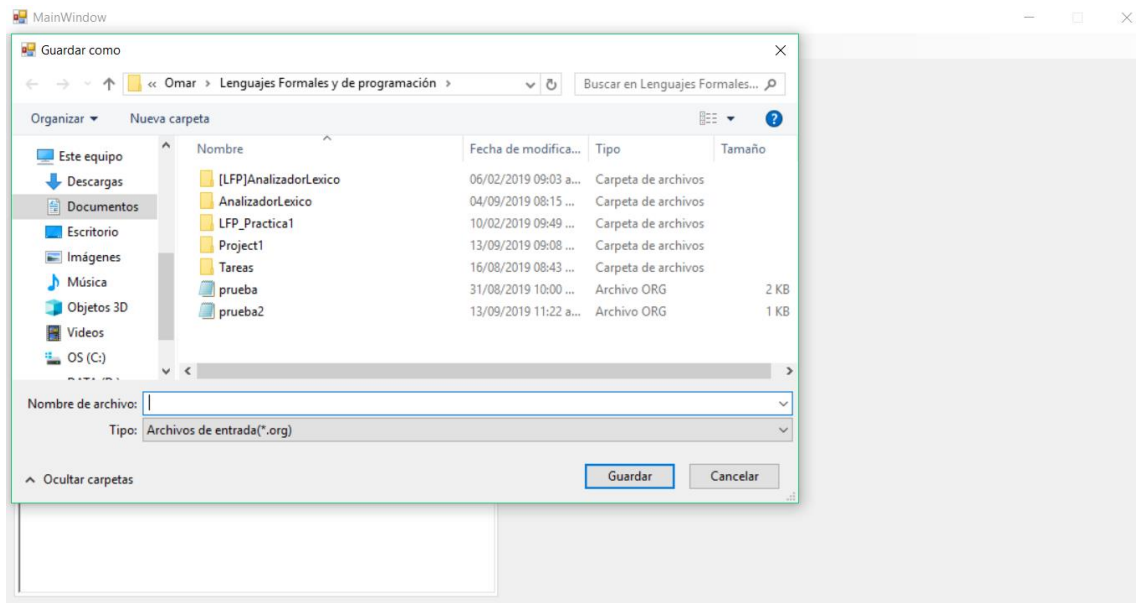 MainWindow
Guardar como
« Omar > Lenguajes Formales y de programación >
Buscar en Lenguajes Formales...
Organizar
Nueva carpeta
Nombre
Fecha de modifica...
Tipo
Tamaño
Este equipo
Descargas
Documentos
Escritorio
Imágenes
Música
Objetos 3D
Videos
OS (C:)
[LFP]AnalizadorLexico 06/02/2019 09:03 a... Carpeta de archivos
AnalizadorLexico 04/09/2019 08:15 ... Carpeta de archivos
LFP_Practica1 10/02/2019 09:49 ... Carpeta de archivos
Project1 13/09/2019 09:08 ... Carpeta de archivos
Tareas 16/08/2019 08:43 ... Carpeta de archivos
prueba 31/08/2019 10:00 ... Archivo ORG 2 KB
prueba2 13/09/2019 11:22 a... Archivo ORG 1 KB
Nombre de archivo:
Tipo: Archivos de entrada(*.org)
Ocultar carpetas
Guardar
Cancelar